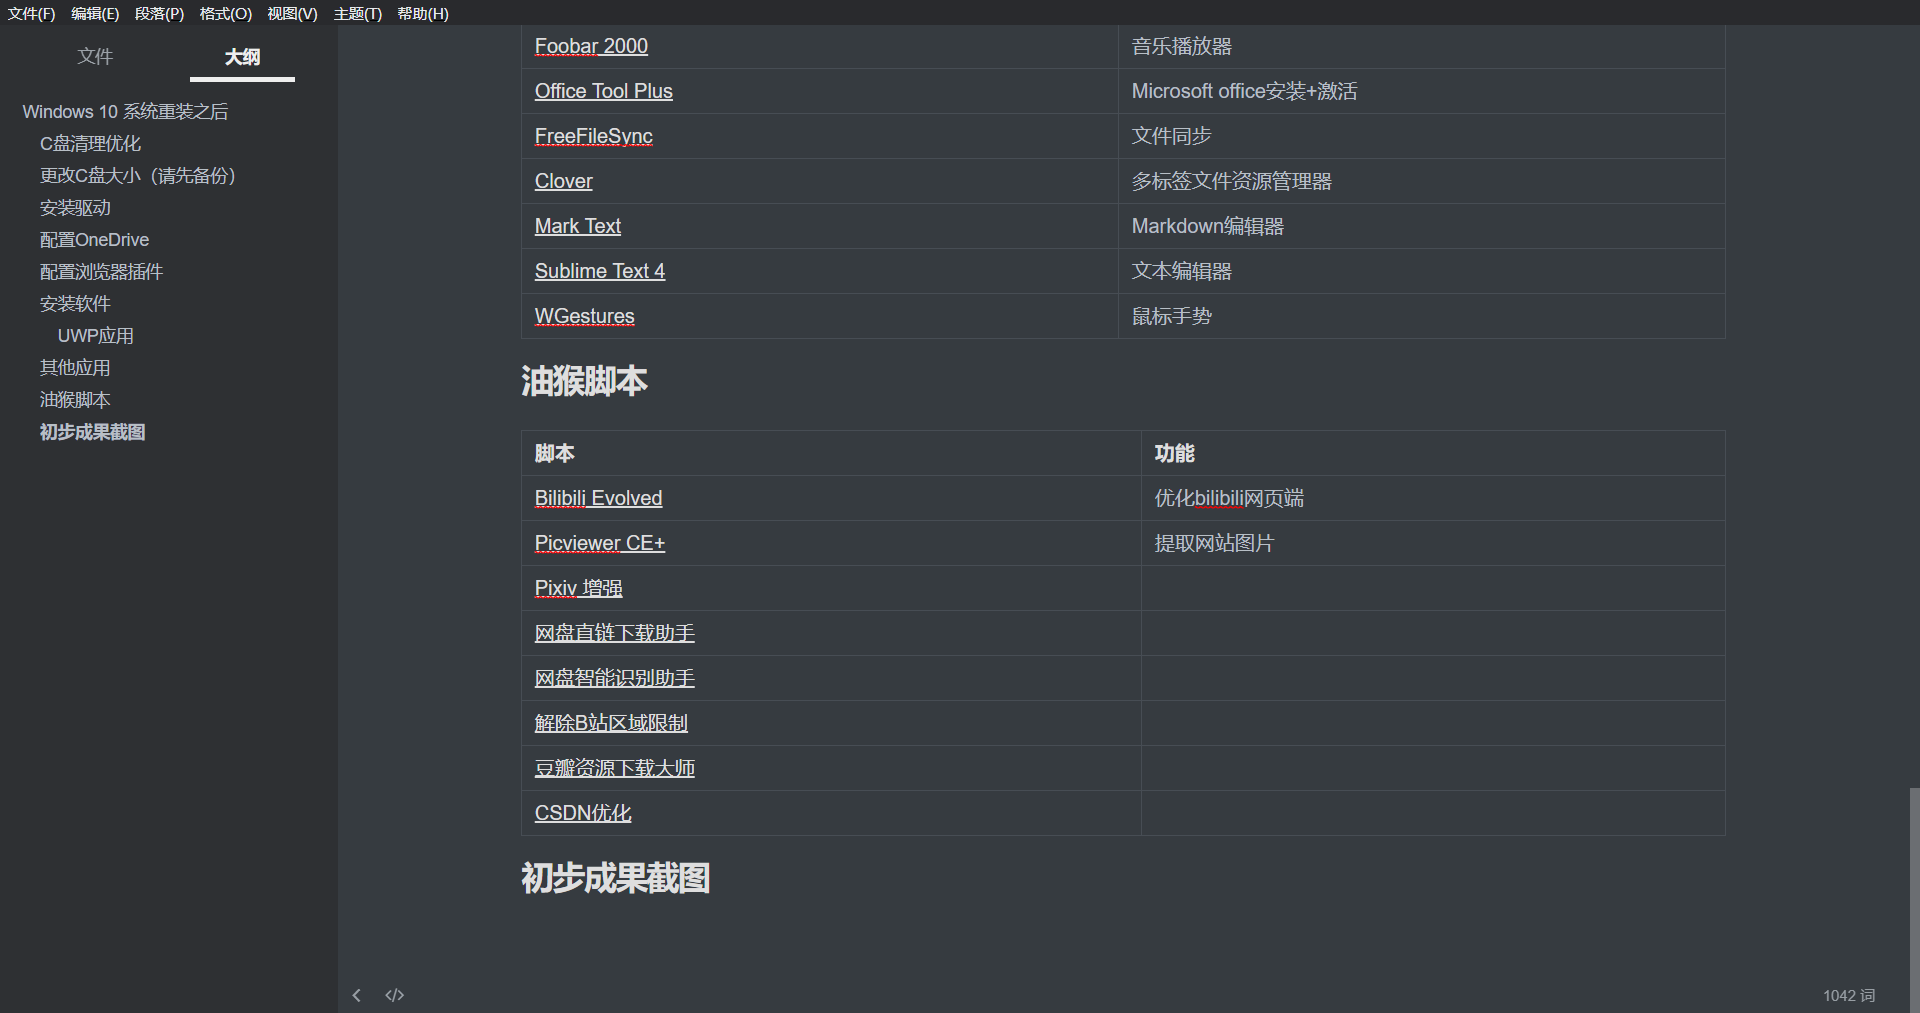 文件(F) 编辑(E) 段落(P) 格式(O) 视图(V) 主题(T) 帮助(H)
文件 大纲
Windows 10 系统重装之后
C盘清理优化
更改C盘大小（请先备份）
安装驱动
配置OneDrive
配置浏览器插件
安装软件
UWP应用
其他应用
油猴脚本
初步成果截图
Foobar 2000 音乐播放器
Office Tool Plus Microsoft office安装+激活
FreeFileSync 文件同步
Clover 多标签文件资源管理器
Mark Text Markdown编辑器
Sublime Text 4 文本编辑器
WGestures 鼠标手势
油猴脚本
脚本 功能
Bilibili Evolved 优化bilibili网页端
Picviewer CE+ 提取网站图片
Pixiv 增强
网盘直链下载助手
网盘智能识别助手
解除B站区域限制
豆瓣资源下载大师
CSDN优化
初步成果截图
</> 1042 词